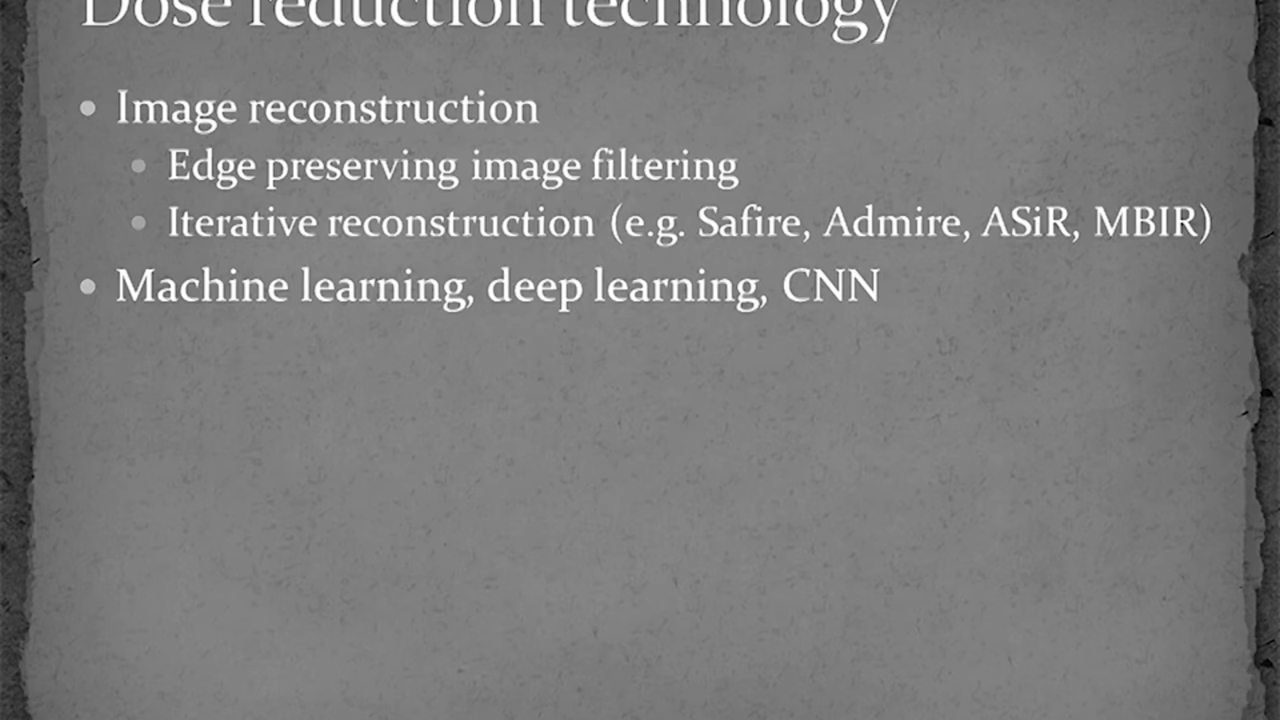 Dose reduction technology
• Image reconstruction
• Edge preserving image filtering
• Iterative reconstruction (e.g. Safire, Admire, ASiR, MBIR)
• Machine learning, deep learning, CNN